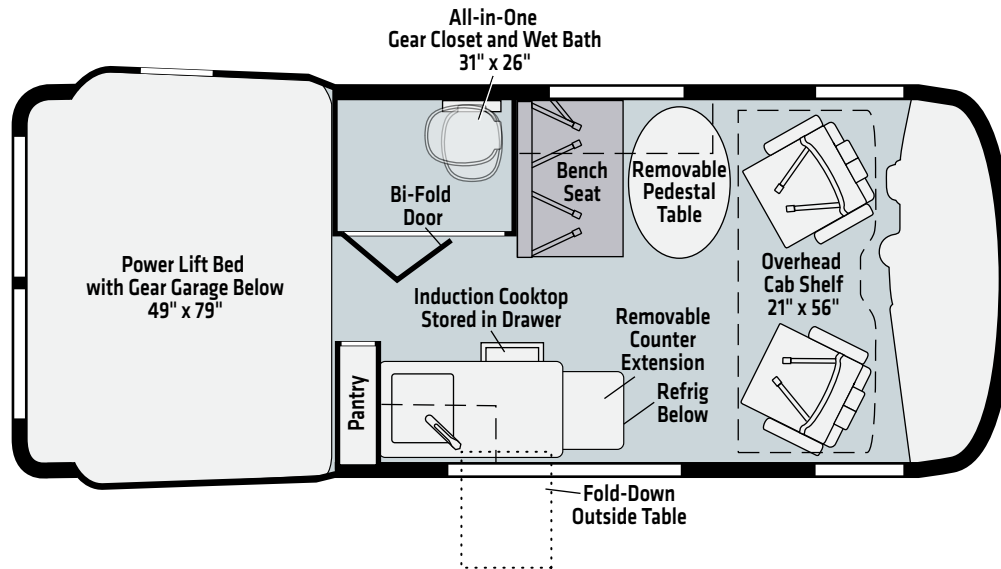 All-in-One
Gear Closet and Wet Bath
31" x 26"
Bi-Fold
Door
Bench
Seat
Removable
Pedestal
Table
Power Lift Bed
with Gear Garage Below
49" x 79"
Overhead
Cab Shelf
21" x 56"
Induction Cooktop
Stored in Drawer
Removable
Counter
Extension
Refrig
Below
Pantry
Fold-Down
Outside Table